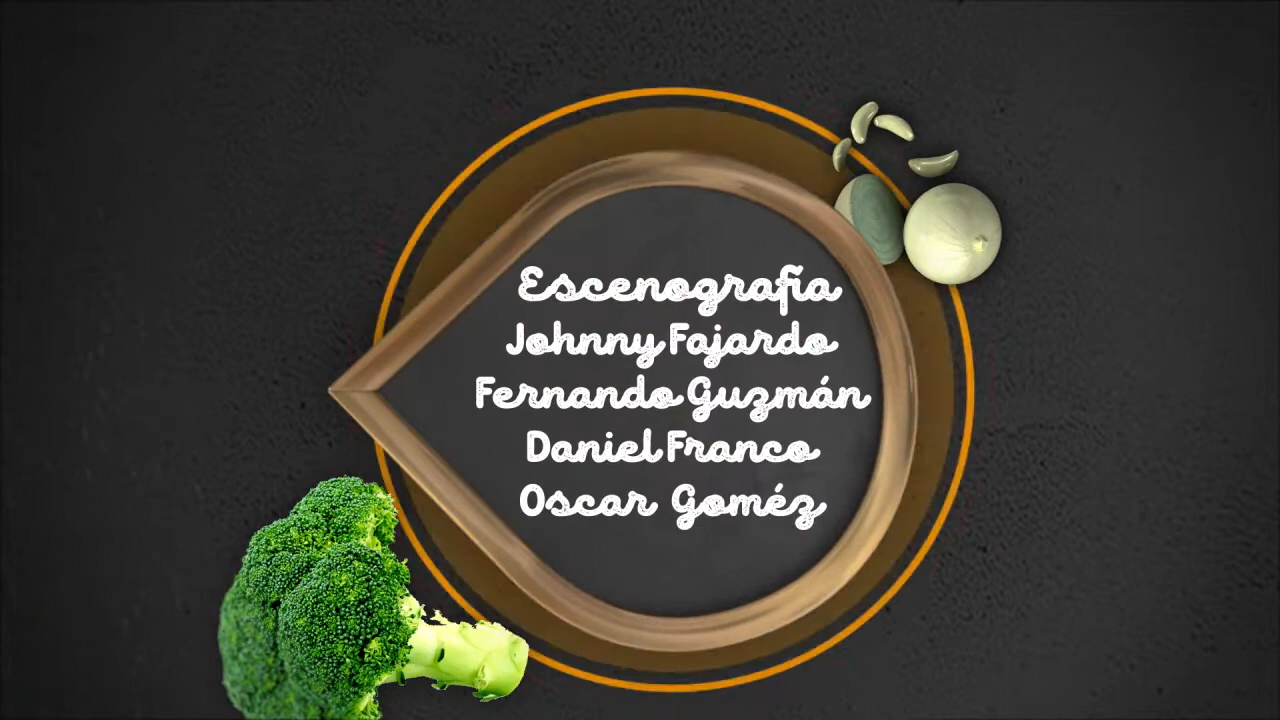 Escenografía
Johnny Fajardo
Fernando Guzmán
Daniel Franco
Oscar Goméz